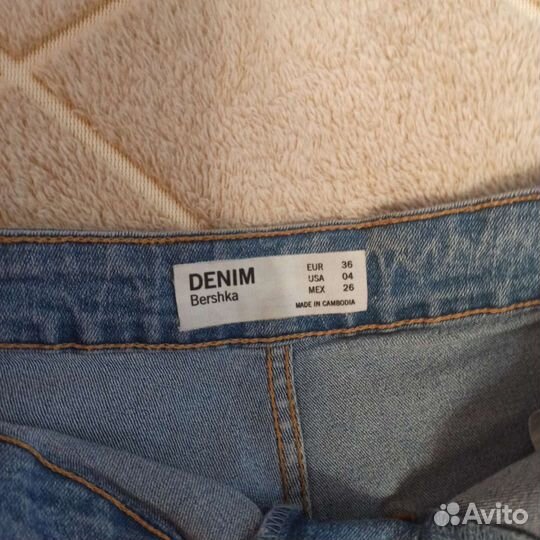 DENIM
Bershka
EUR 36
USA 04
MEX 26
MADE IN CAMBODIA
Avito